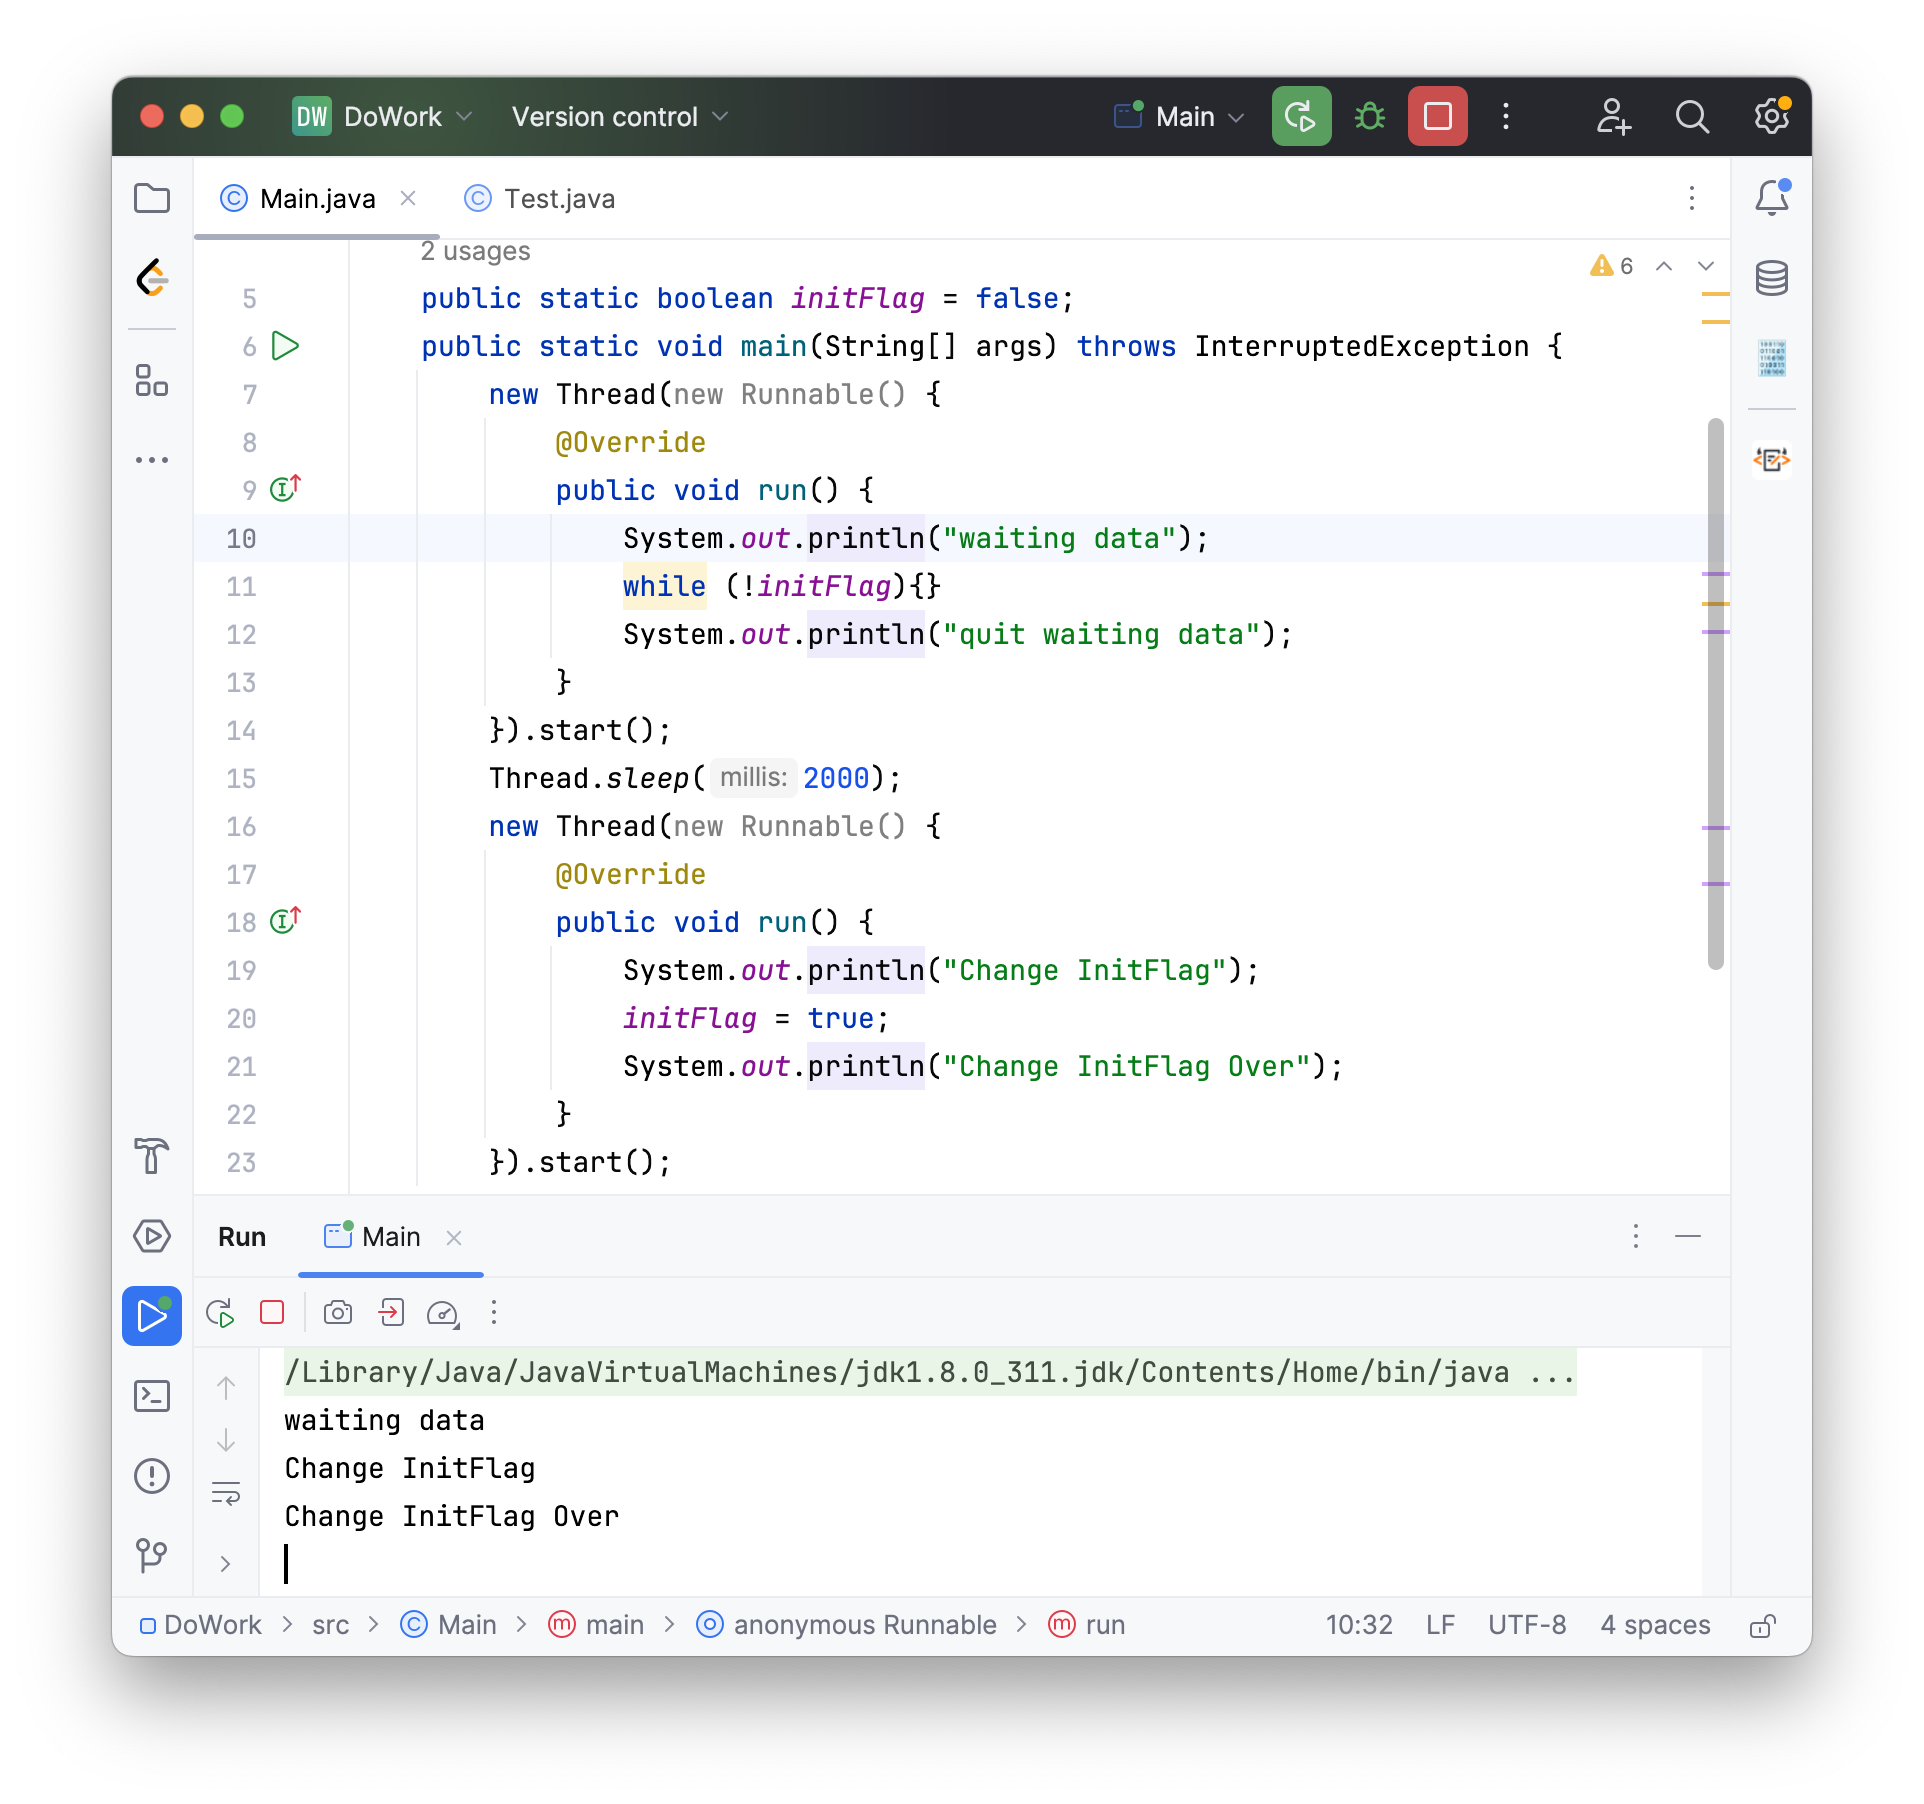 DW DoWork Version control Main
Main.java Test.java
2 usages
6
5 public static boolean initFlag = false;
6 public static void main(String[] args) throws InterruptedException {
7 new Thread(new Runnable() {
8 @Override
9 public void run() {
10 System.out.println("waiting data");
11 while (!initFlag){}
12 System.out.println("quit waiting data");
13 }
14 }).start();
15 Thread.sleep( millis: 2000);
16 new Thread(new Runnable() {
17 @Override
18 public void run() {
19 System.out.println("Change InitFlag");
20 initFlag = true;
21 System.out.println("Change InitFlag Over");
22 }
23 }).start();
Run Main
/Library/Java/JavaVirtualMachines/jdk1.8.0_311.jdk/Contents/Home/bin/java ...
waiting data
Change InitFlag
Change InitFlag Over
DoWork > src > Main > main > anonymous Runnable > run 10:32 LF UTF-8 4 spaces